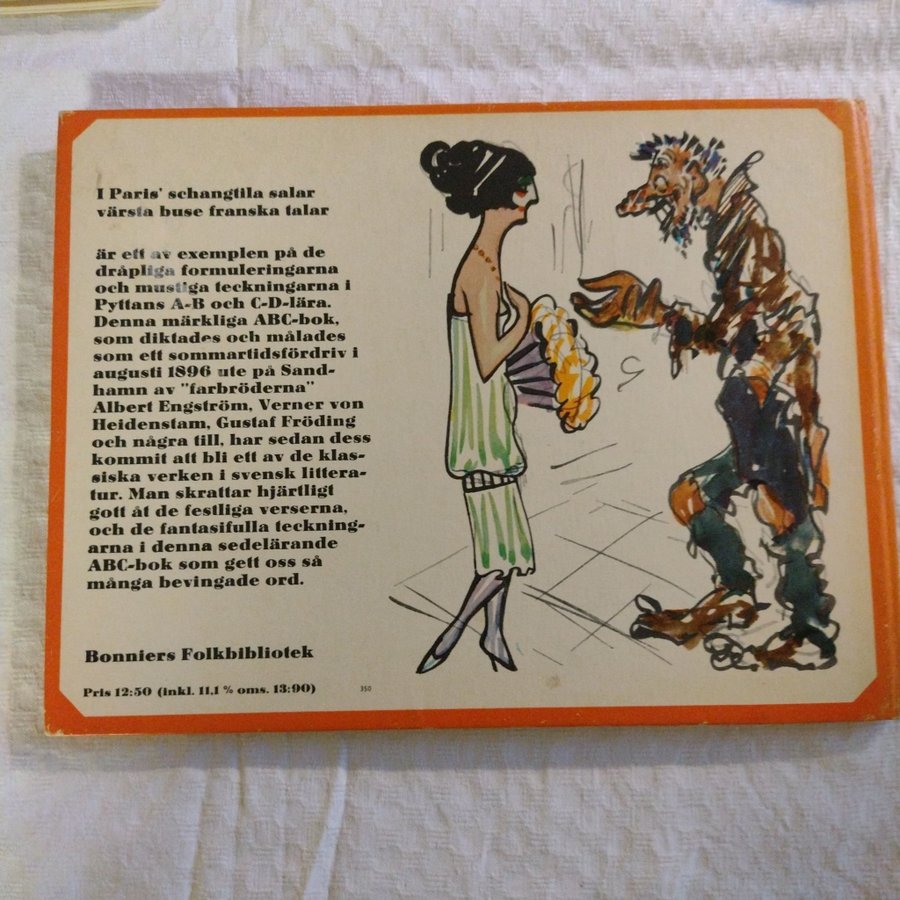 I Paris' schangtila salar
värsta buse franska talar
är ett av exemplen på de
dråpliga formuleringarna
och mustiga teckningarna i
Pyttans A-B och C-D-lära.
Denna märkliga ABC-bok,
som diktades och målades
som ett sommartidsfördriv i
augusti 1896 ute på Sand-
hamn av "farbröderna"
Albert Engström, Verner von
Heidenstam, Gustaf Fröding
och några till, har sedan dess
kommit att bli ett av de klas-
siska verken i svensk littera-
tur. Man skrattar hjärtligt
gott åt de festliga verserna,
och de fantasifulla teckning-
arna i denna sedelärande
ABC-bok som gett oss så
många bevingade ord.
Bonniers Folkbibliotek
Pris 12:50 (inkl. 11,1 % oms. 13:90)
350